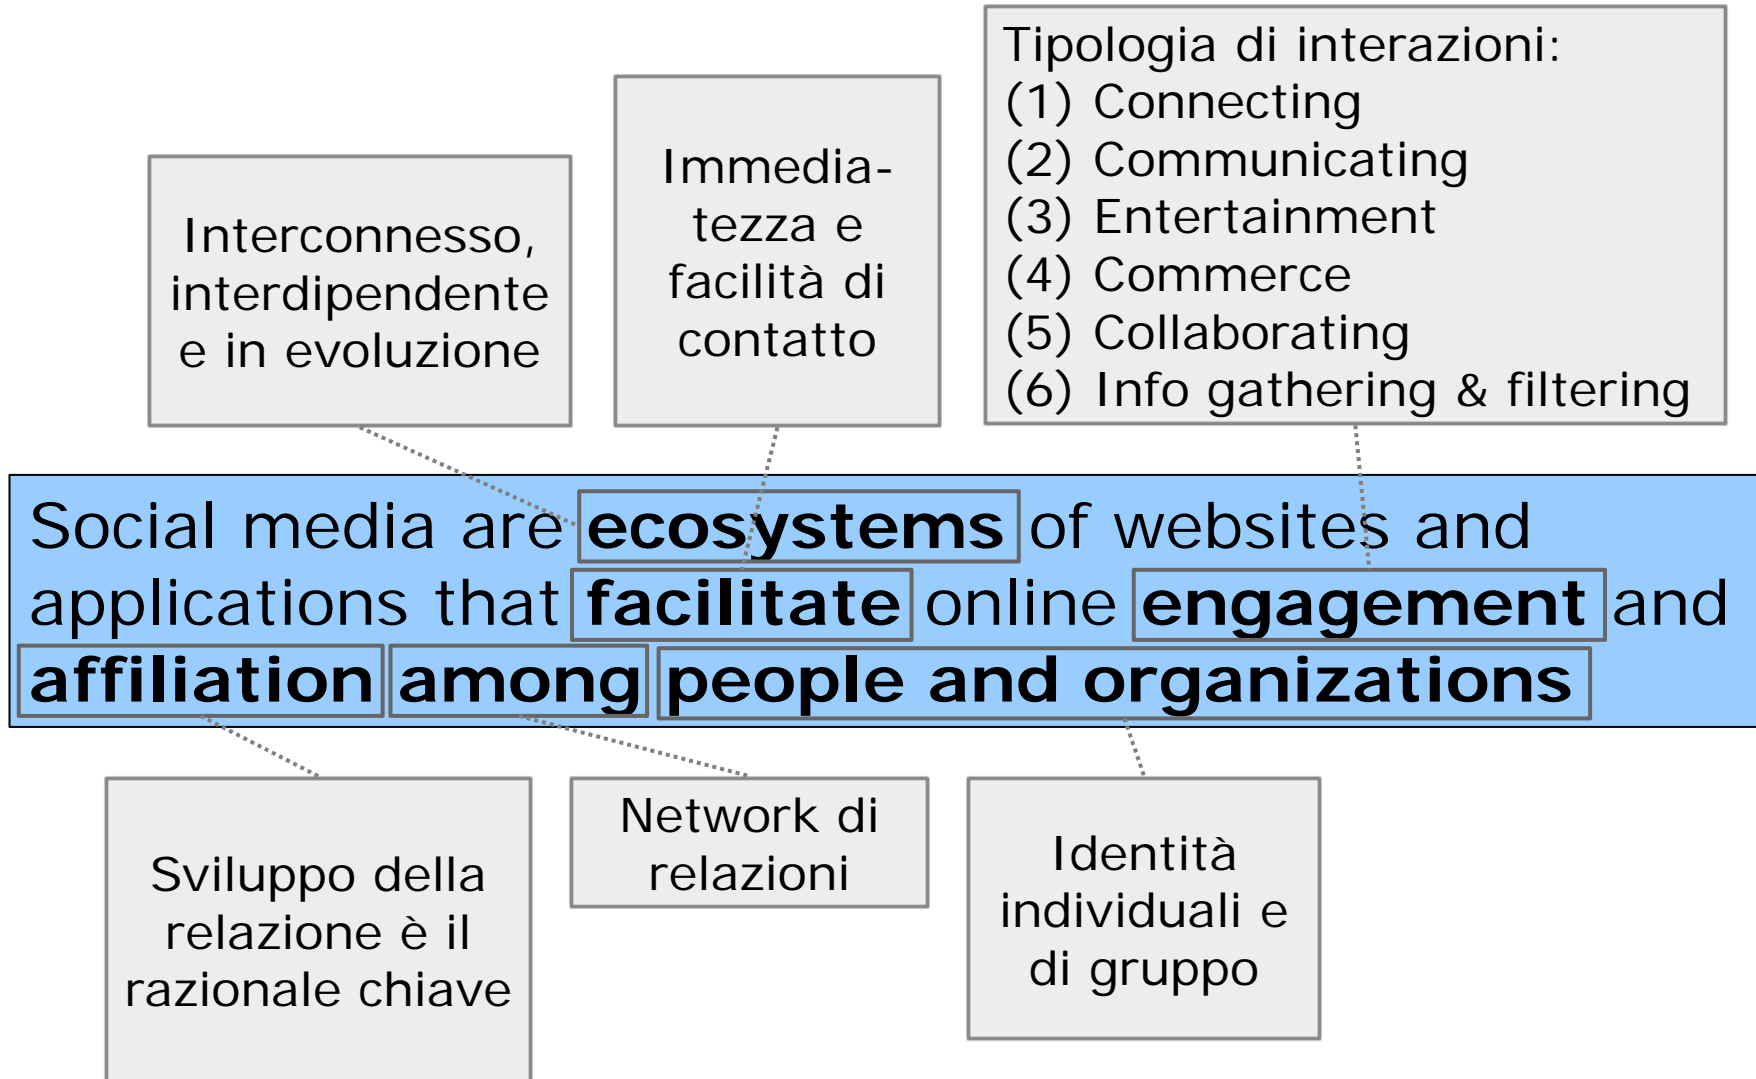 Tipologia di interazioni:
(1) Connecting
(2) Communicating
(3) Entertainment
(4) Commerce
(5) Collaborating
(6) Info gathering & filtering
Immedia-
tezza e
facilità di
contatto
Interconnesso,
interdipendente
e in evoluzione
Social media are ecosystems of websites and
applications that facilitate online engagement and
affiliation among people and organizations
Sviluppo della
relazione è il
razionale chiave
Network di
relazioni
Identità
individuali e
di gruppo